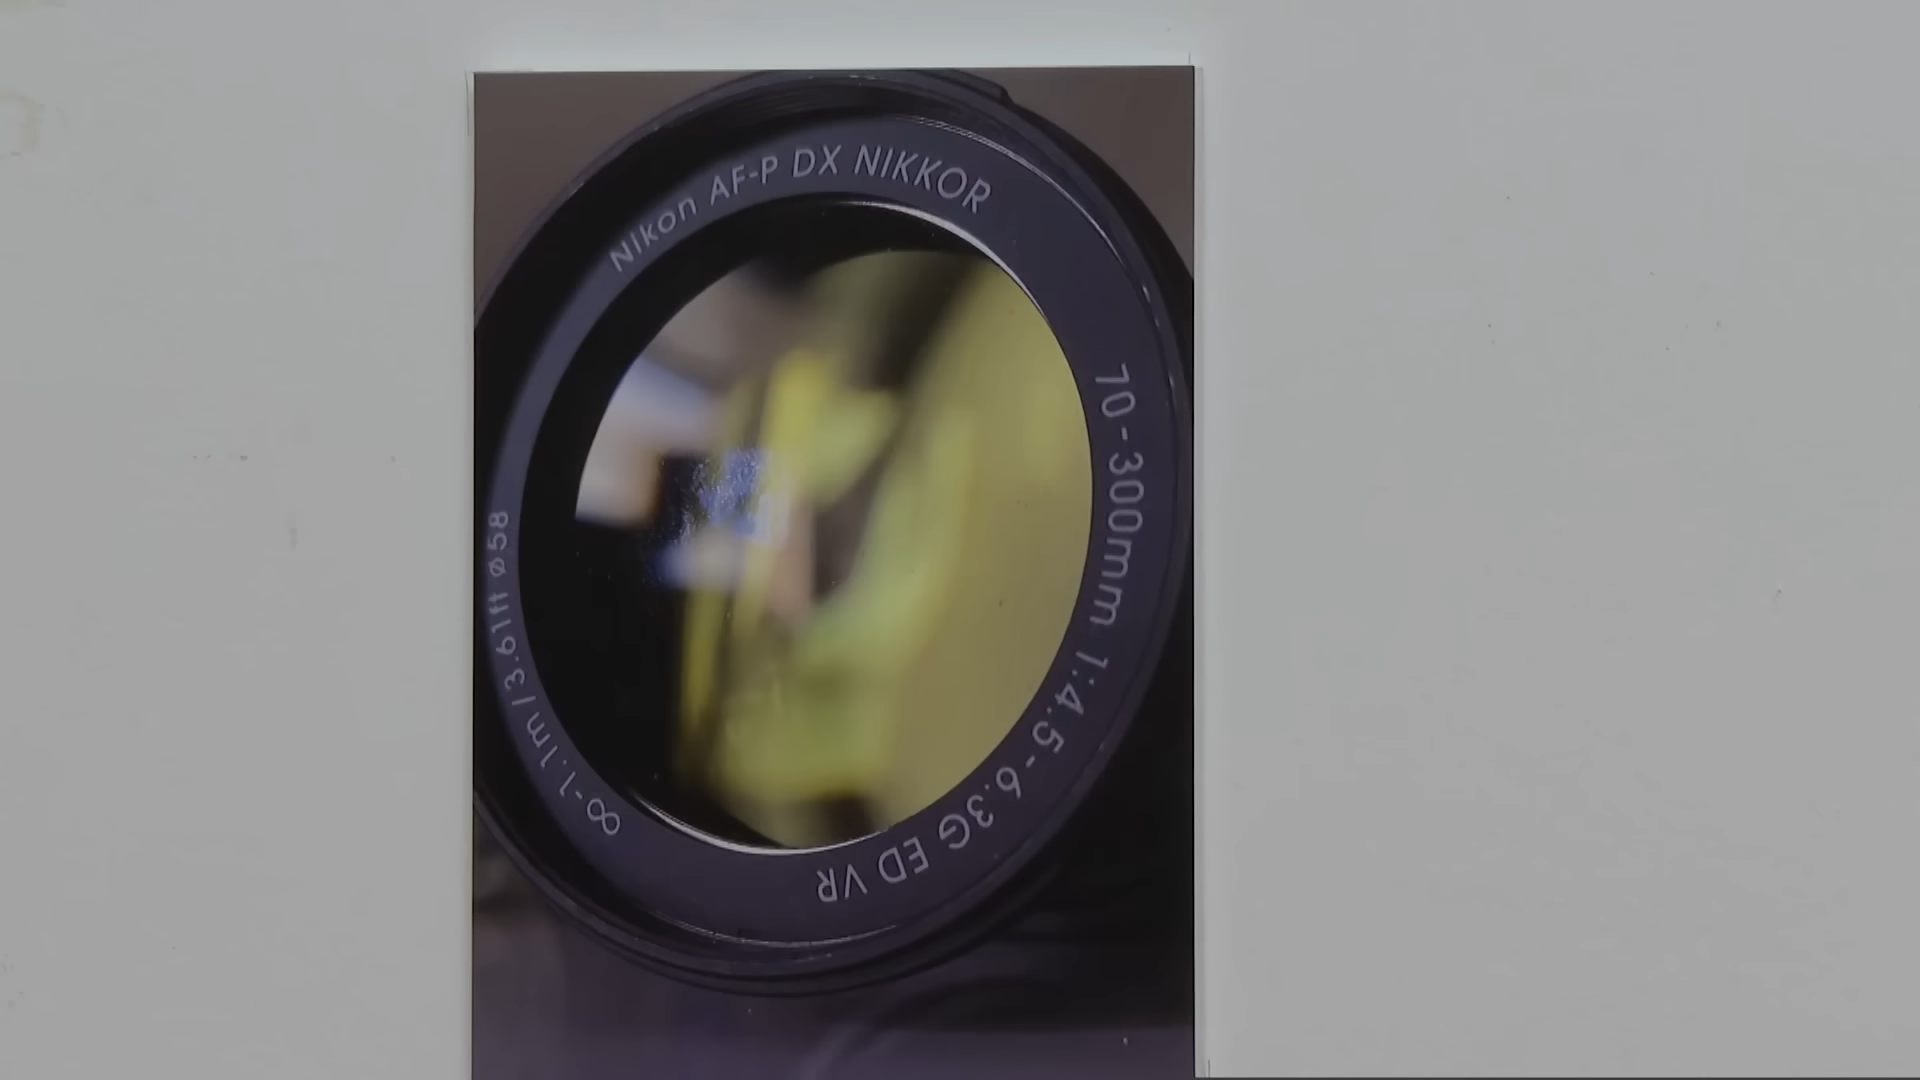 Nikon AF-P DX NIKKOR
70-300mm 1:4.5-6.3G ED VR
∞-1.1m/3.61ft ⌀58